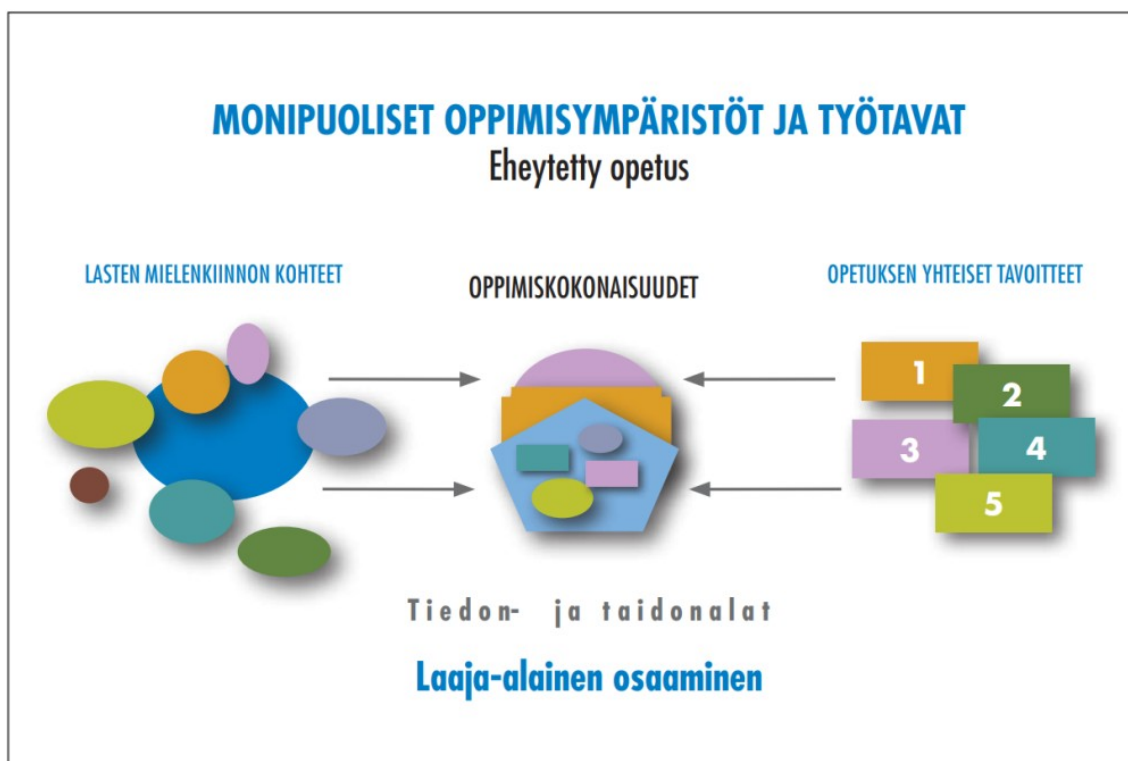 MONIPUOLISET OPPIMISYMPÄRISTÖT JA TYÖTAVAT
Eheytetty opetus
LASTEN MIELENKIINNON KOHTEET
OPPIMISKOKONAISUUDET
OPETUKSEN YHTEISET TAVOITTEET
1
2
3
4
5
Tiedon- ja taidonalat
Laaja-alainen osaaminen